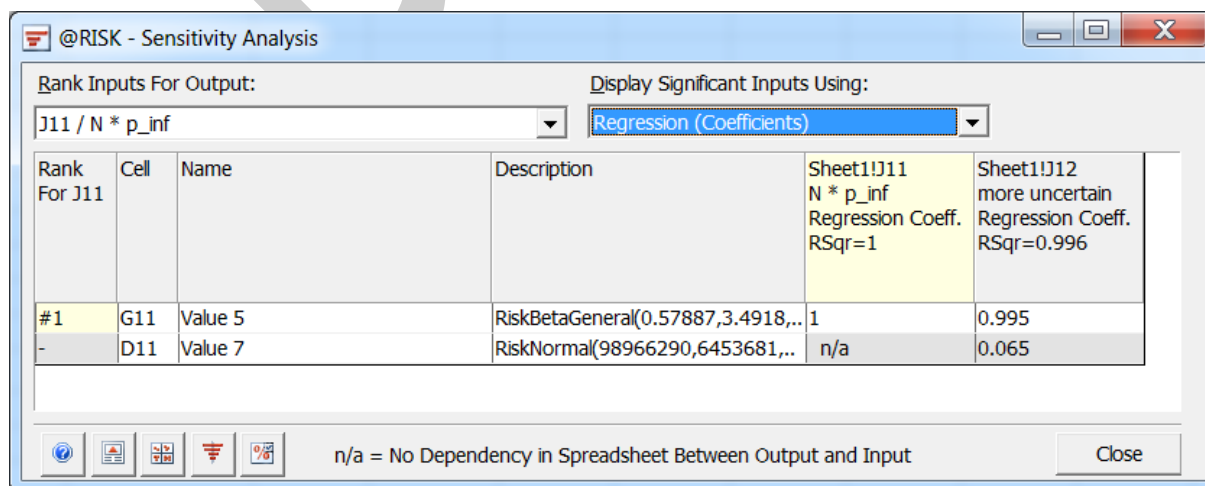 @RISK - Sensitivity Analysis
Rank Inputs For Output:
Display Significant Inputs Using:
J11 / N * p_inf
Regression (Coefficients)
Rank
For J11
Cell
Name
Description
Sheet1!J11
N * p_inf
Regression Coeff.
RSqr=1
Sheet1!J12
more uncertain
Regression Coeff.
RSqr=0.996
#1 G11 Value 5 RiskBetaGeneral(0.57887,3.4918,.. 1 0.995
- D11 Value 7 RiskNormal(98966290,6453681,.. n/a 0.065
n/a = No Dependency in Spreadsheet Between Output and Input
Close